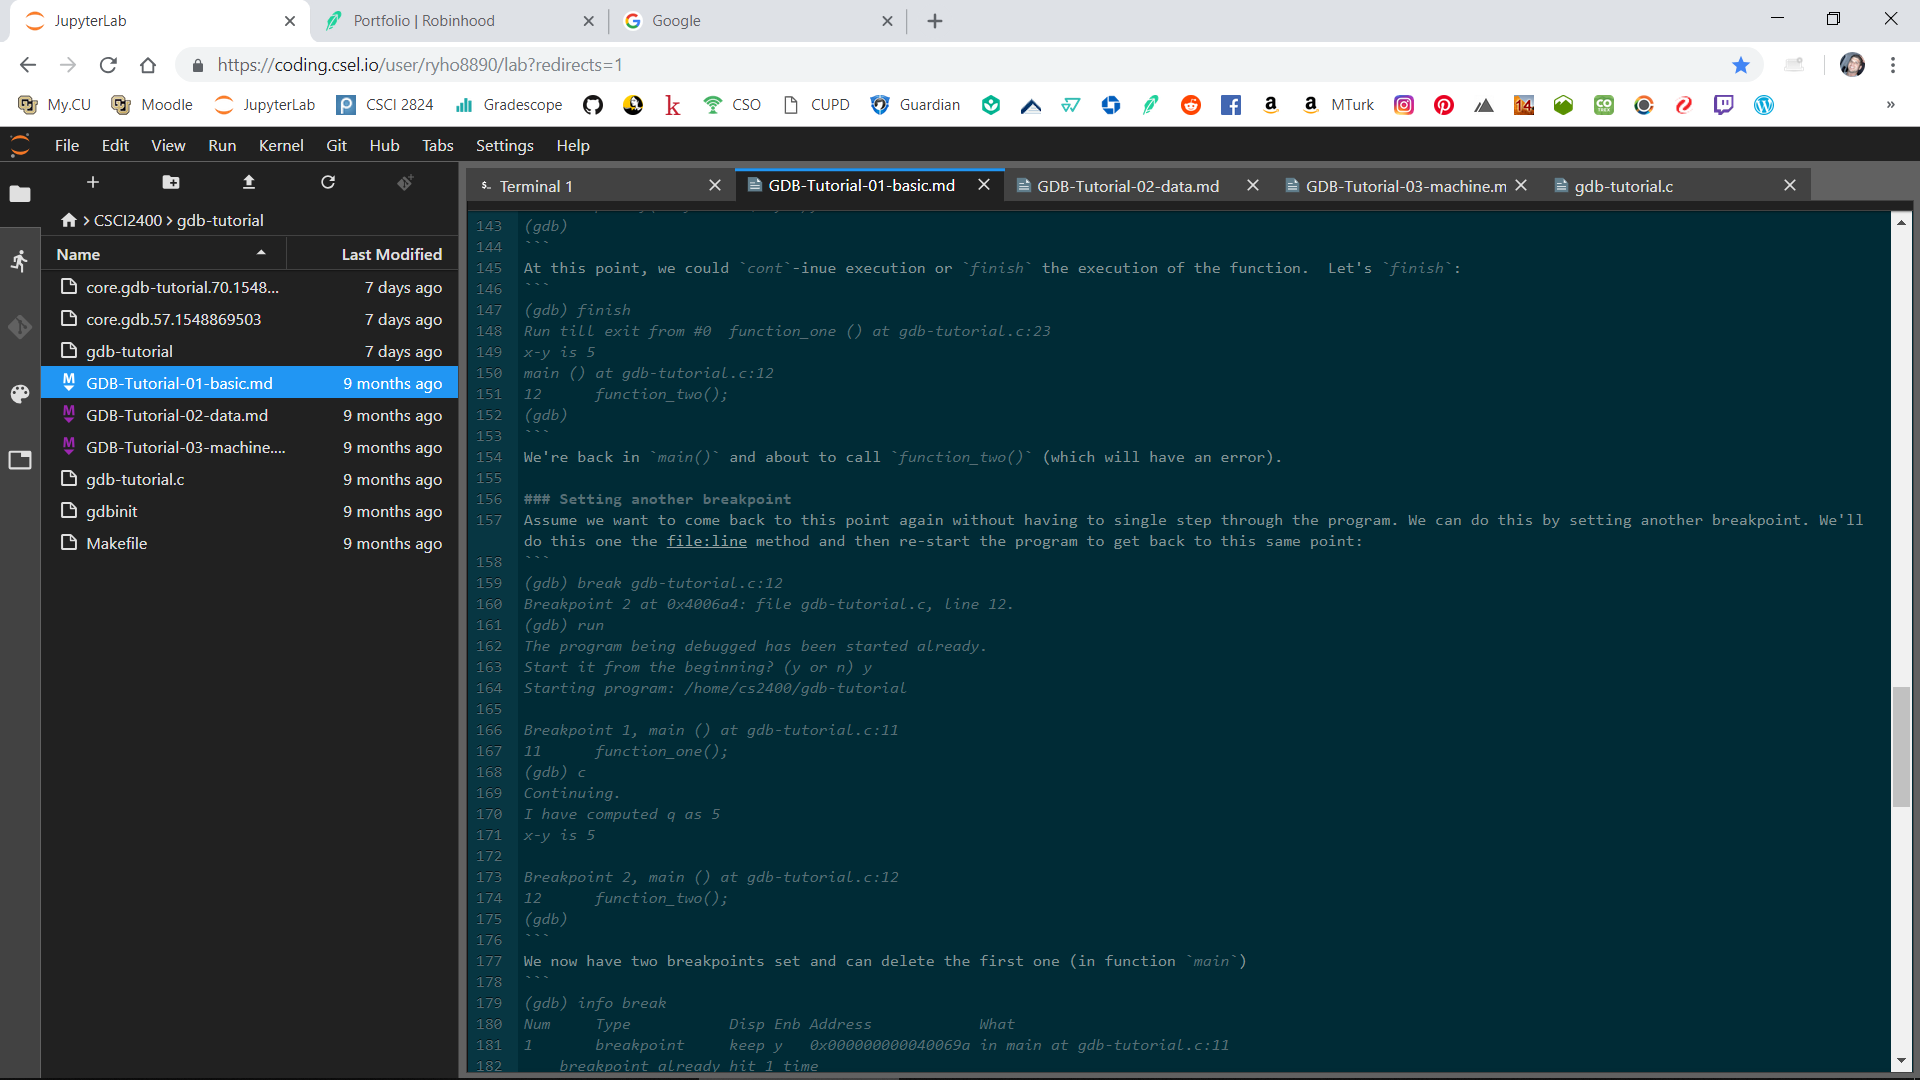 JupyterLab
Portfolio | Robinhood
Google
https://coding.csel.io/user/ryho8890/lab?redirects=1
My.CU
Moodle
JupyterLab
CSCI 2824
Gradescope
CSO
CUPD
Guardian
MTurk
»
File Edit View Run Kernel Git Hub Tabs Settings Help
Terminal 1
GDB-Tutorial-01-basic.md
GDB-Tutorial-02-data.md
GDB-Tutorial-03-machine.m
gdb-tutorial.c
CSCI2400 > gdb-tutorial
Name Last Modified
core.gdb-tutorial.70.1548... 7 days ago
core.gdb.57.1548869503 7 days ago
gdb-tutorial 7 days ago
GDB-Tutorial-01-basic.md 9 months ago
GDB-Tutorial-02-data.md 9 months ago
GDB-Tutorial-03-machine.... 9 months ago
gdb-tutorial.c 9 months ago
gdbinit 9 months ago
Makefile 9 months ago
143 (gdb)
144 ```
145 At this point, we could `cont`-inue execution or `finish` the execution of the function.  Let's `finish`:
146 ```
147 (gdb) finish
148 Run till exit from #0  function_one () at gdb-tutorial.c:23
149 x-y is 5
150 main () at gdb-tutorial.c:12
151 12      function_two();
152 (gdb)
153 ```
154 We're back in `main()` and about to call `function_two()` (which will have an error).
155
156 ### Setting another breakpoint
157 Assume we want to come back to this point again without having to single step through the program. We can do this by setting another breakpoint. We'll
do this one the file:line method and then re-start the program to get back to this same point:
158 ```
159 (gdb) break gdb-tutorial.c:12
160 Breakpoint 2 at 0x4006a4: file gdb-tutorial.c, line 12.
161 (gdb) run
162 The program being debugged has been started already.
163 Start it from the beginning? (y or n) y
164 Starting program: /home/cs2400/gdb-tutorial
165
166 Breakpoint 1, main () at gdb-tutorial.c:11
167 11      function_one();
168 (gdb) c
169 Continuing.
170 I have computed q as 5
171 x-y is 5
172
173 Breakpoint 2, main () at gdb-tutorial.c:12
174 12      function_two();
175 (gdb)
176 ```
177 We now have two breakpoints set and can delete the first one (in function `main`)
178 ```
179 (gdb) info break
180 Num     Type           Disp Enb Address            What
181 1       breakpoint     keep y   0x000000000040069a in main at gdb-tutorial.c:11
182     breakpoint already hit 1 time